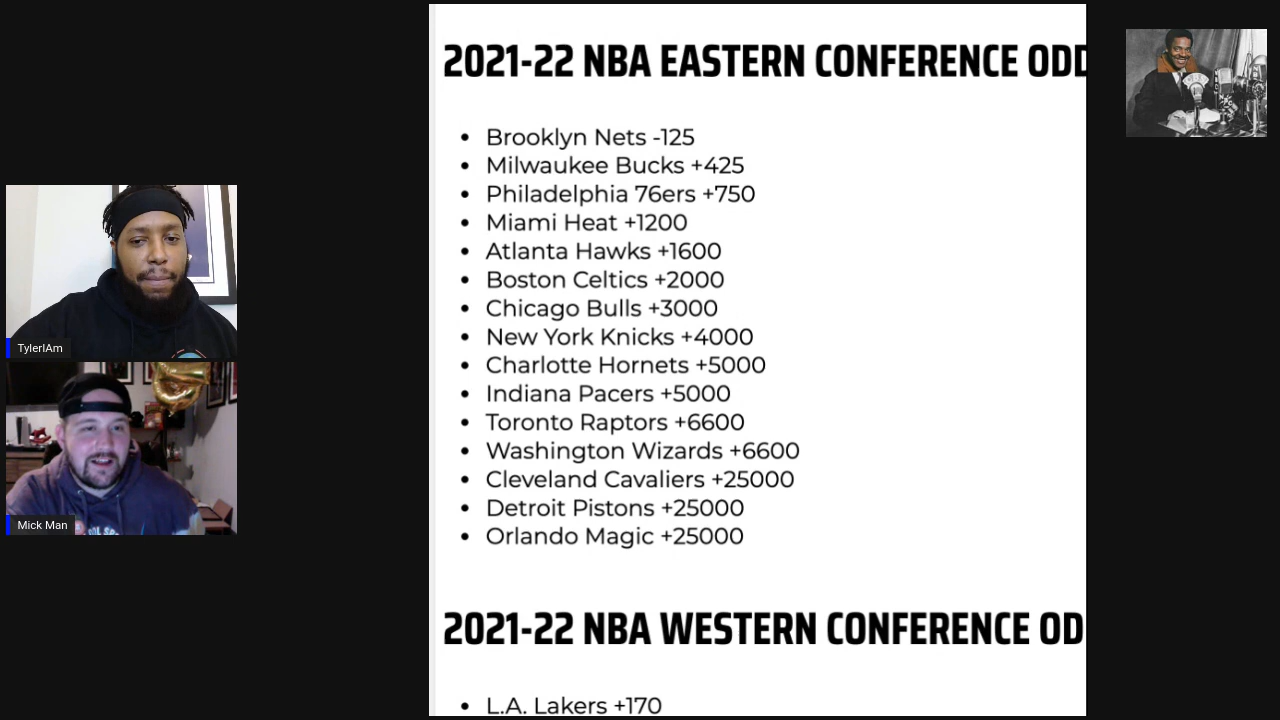 2021-22 NBA EASTERN CONFERENCE ODD
Brooklyn Nets -125
Milwaukee Bucks +425
Philadelphia 76ers +750
Miami Heat +1200
Atlanta Hawks +1600
Boston Celtics +2000
Chicago Bulls +3000
New York Knicks +4000
Charlotte Hornets +5000
Indiana Pacers +5000
Toronto Raptors +6600
Washington Wizards +6600
Cleveland Cavaliers +25000
Detroit Pistons +25000
Orlando Magic +25000
2021-22 NBA WESTERN CONFERENCE OD
L.A. Lakers +170
TylerIAm
Mick Man